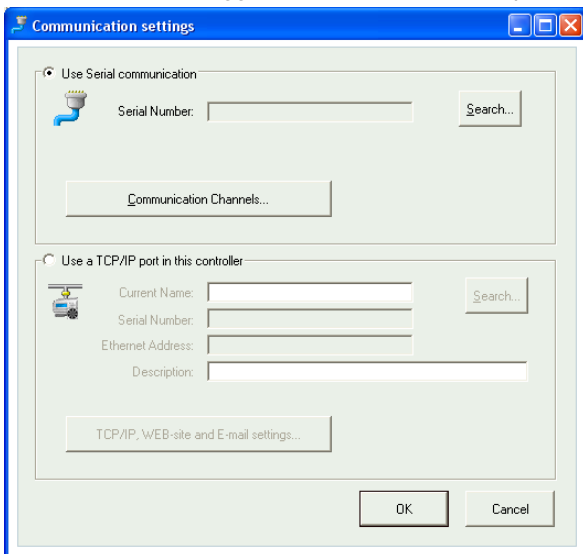 Communication settings
Use Serial communication
Serial Number:
Search...
Communication Channels...
Use a TCP/IP port in this controller
Current Name:
Search...
Serial Number:
Ethernet Address:
Description:
TCP/IP, WEB-site and E-mail settings...
OK
Cancel